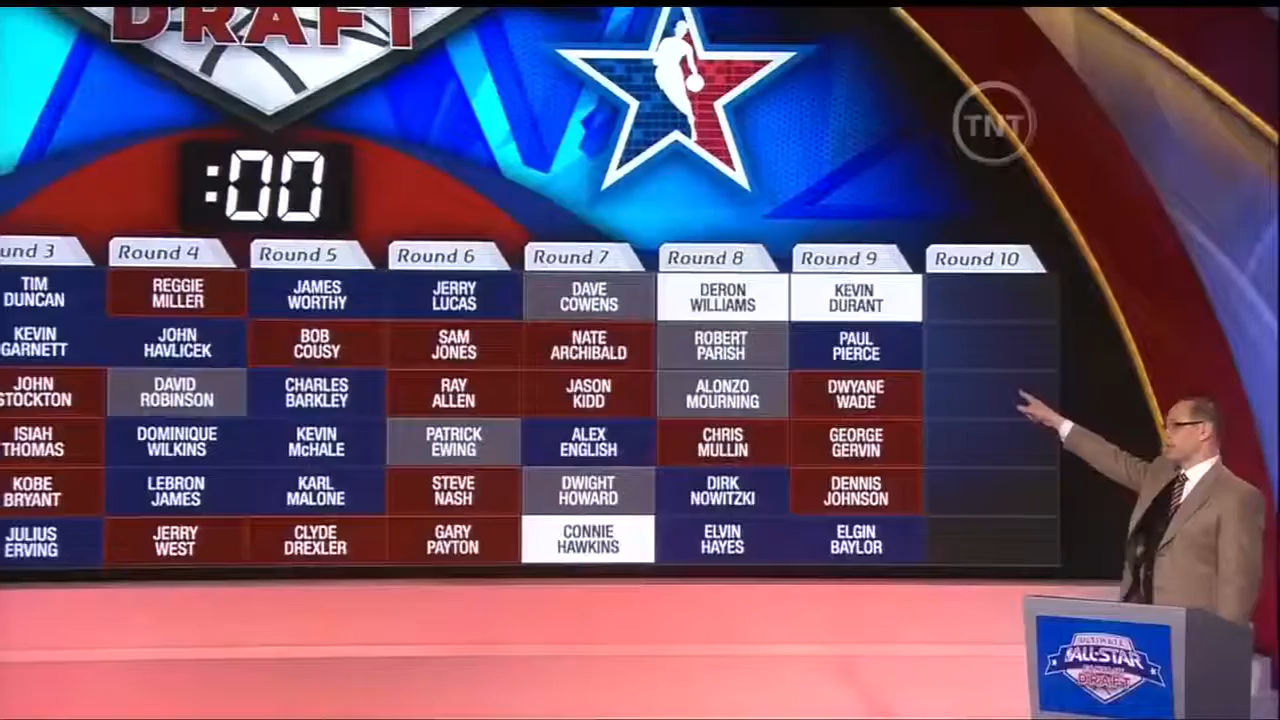 DRAFT
TNT
:00
und 3
Round 4
Round 5
Round 6
Round 7
Round 8
Round 9
Round 10
TIM
DUNCAN
REGGIE
MILLER
JAMES
WORTHY
JERRY
LUCAS
DAVE
COWENS
DERON
WILLIAMS
KEVIN
DURANT
KEVIN
GARNETT
JOHN
HAVLICEK
BOB
COUSY
SAM
JONES
NATE
ARCHIBALD
ROBERT
PARISH
PAUL
PIERCE
JOHN
STOCKTON
DAVID
ROBINSON
CHARLES
BARKLEY
RAY
ALLEN
JASON
KIDD
ALONZO
MOURNING
DWYANE
WADE
ISIAH
THOMAS
DOMINIQUE
WILKINS
KEVIN
McHALE
PATRICK
EWING
ALEX
ENGLISH
CHRIS
MULLIN
GEORGE
GERVIN
KOBE
BRYANT
LEBRON
JAMES
KARL
MALONE
STEVE
NASH
DWIGHT
HOWARD
DIRK
NOWITZKI
DENNIS
JOHNSON
JULIUS
ERVING
JERRY
WEST
CLYDE
DREXLER
GARY
PAYTON
CONNIE
HAWKINS
ELVIN
HAYES
ELGIN
BAYLOR
ULTIMATE
ALL-STAR
DRAFT